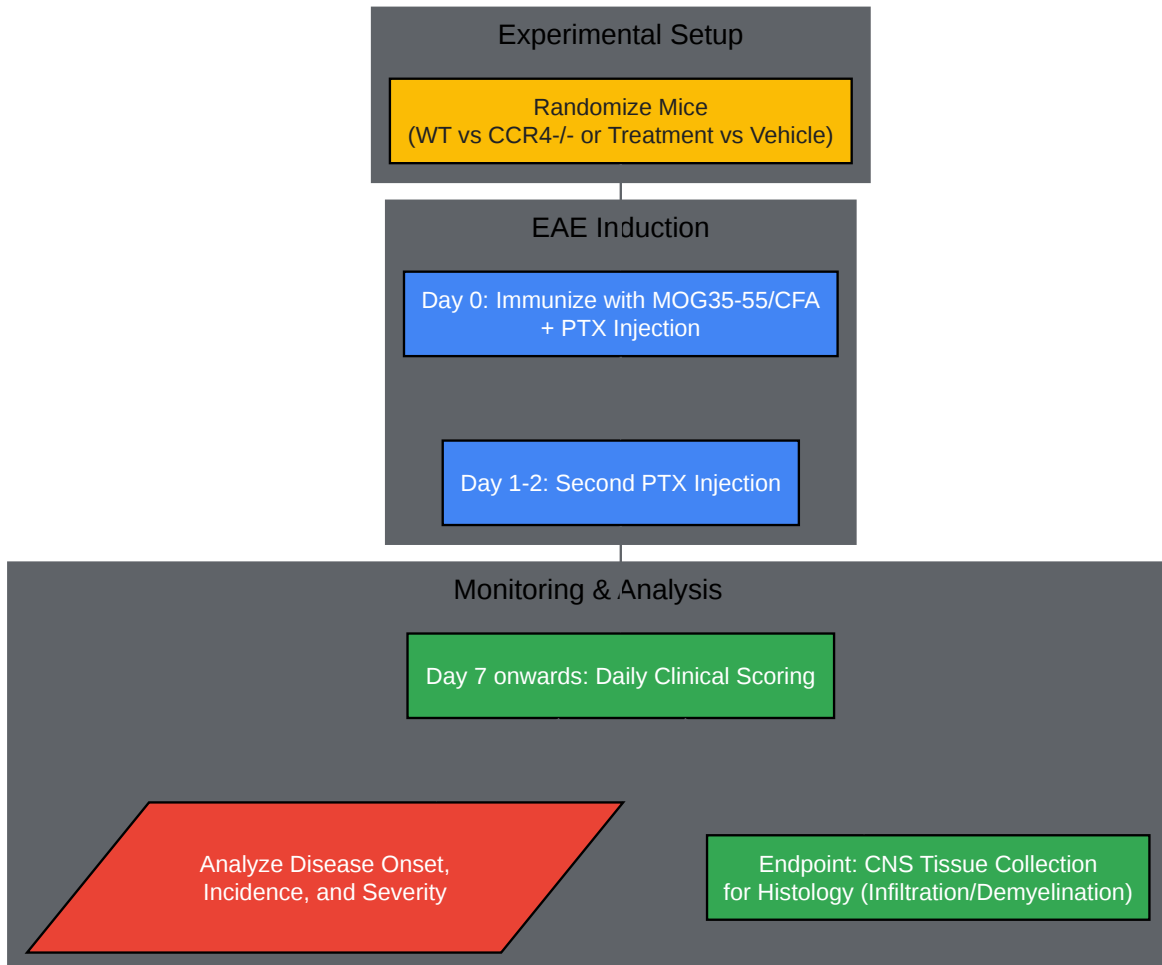 Experimental Setup
Randomize Mice
(WT vs CCR4-/- or Treatment vs Vehicle)
EAE Induction
Day 0: Immunize with MOG35-55/CFA
+ PTX Injection
Day 1-2: Second PTX Injection
Monitoring & Analysis
Day 7 onwards: Daily Clinical Scoring
Analyze Disease Onset,
Incidence, and Severity
Endpoint: CNS Tissue Collection
for Histology (Infiltration/Demyelination)